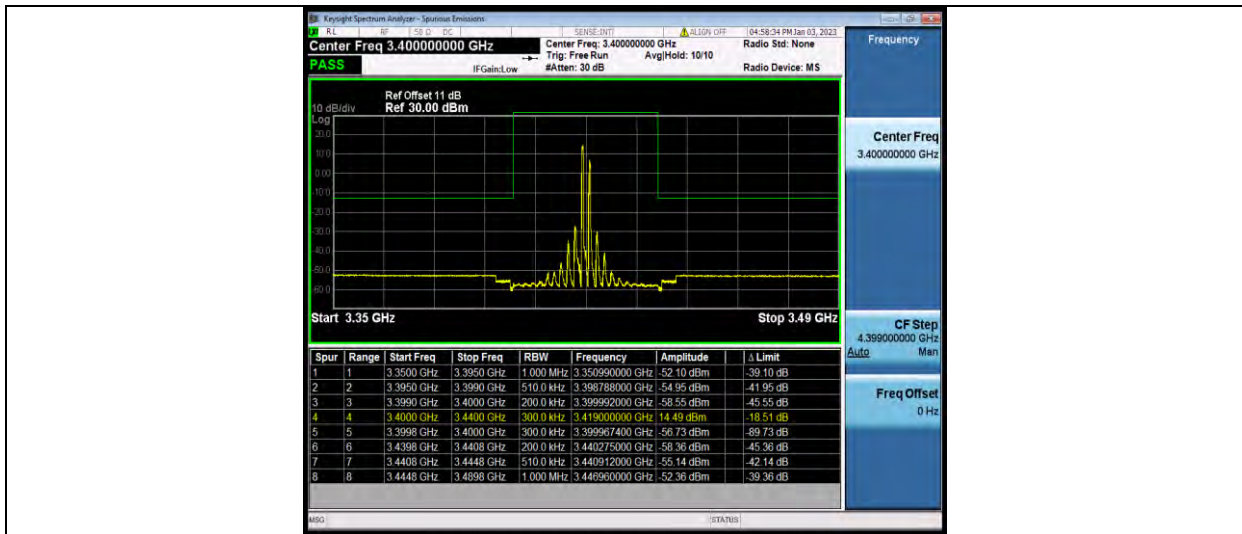 Keysight Spectrum Analyzer - Spurious Emissions
RL RF 50 Ω DC SENSE:INT ALIGN OFF 04:58:34 PM Jan 03, 2023
Center Freq 3.400000000 GHz Center Freq: 3.400000000 GHz Radio Std: None Frequency
Trig: Free Run Avg|Hold: 10/10
PASS IFGain:Low #Atten: 30 dB Radio Device: MS
Ref Offset 11 dB
10 dB/div Ref 30.00 dBm
Log
20.0
10.0
0.00
-10.0
-20.0
-30.0
-40.0
-50.0
-60.0
Start 3.35 GHz Stop 3.49 GHz
Center Freq
3.400000000 GHz
CF Step
4.399000000 GHz
Auto Man
Freq Offset
0 Hz
Spur Range Start Freq Stop Freq RBW Frequency Amplitude Δ Limit
1 1 3.3500 GHz 3.3950 GHz 1.000 MHz 3.350990000 GHz -52.10 dBm -39.10 dB
2 2 3.3950 GHz 3.3990 GHz 510.0 kHz 3.398788000 GHz -54.95 dBm -41.95 dB
3 3 3.3990 GHz 3.4000 GHz 200.0 kHz 3.399992000 GHz -58.55 dBm -45.55 dB
4 4 3.4000 GHz 3.4400 GHz 300.0 kHz 3.419000000 GHz 14.49 dBm -18.51 dB
5 5 3.3998 GHz 3.4000 GHz 300.0 kHz 3.399967400 GHz -56.73 dBm -89.73 dB
6 6 3.4398 GHz 3.4408 GHz 200.0 kHz 3.440275000 GHz -58.36 dBm -45.36 dB
7 7 3.4408 GHz 3.4448 GHz 510.0 kHz 3.440912000 GHz -55.14 dBm -42.14 dB
8 8 3.4448 GHz 3.4898 GHz 1.000 MHz 3.446960000 GHz -52.36 dBm -39.36 dB
MSG STATUS